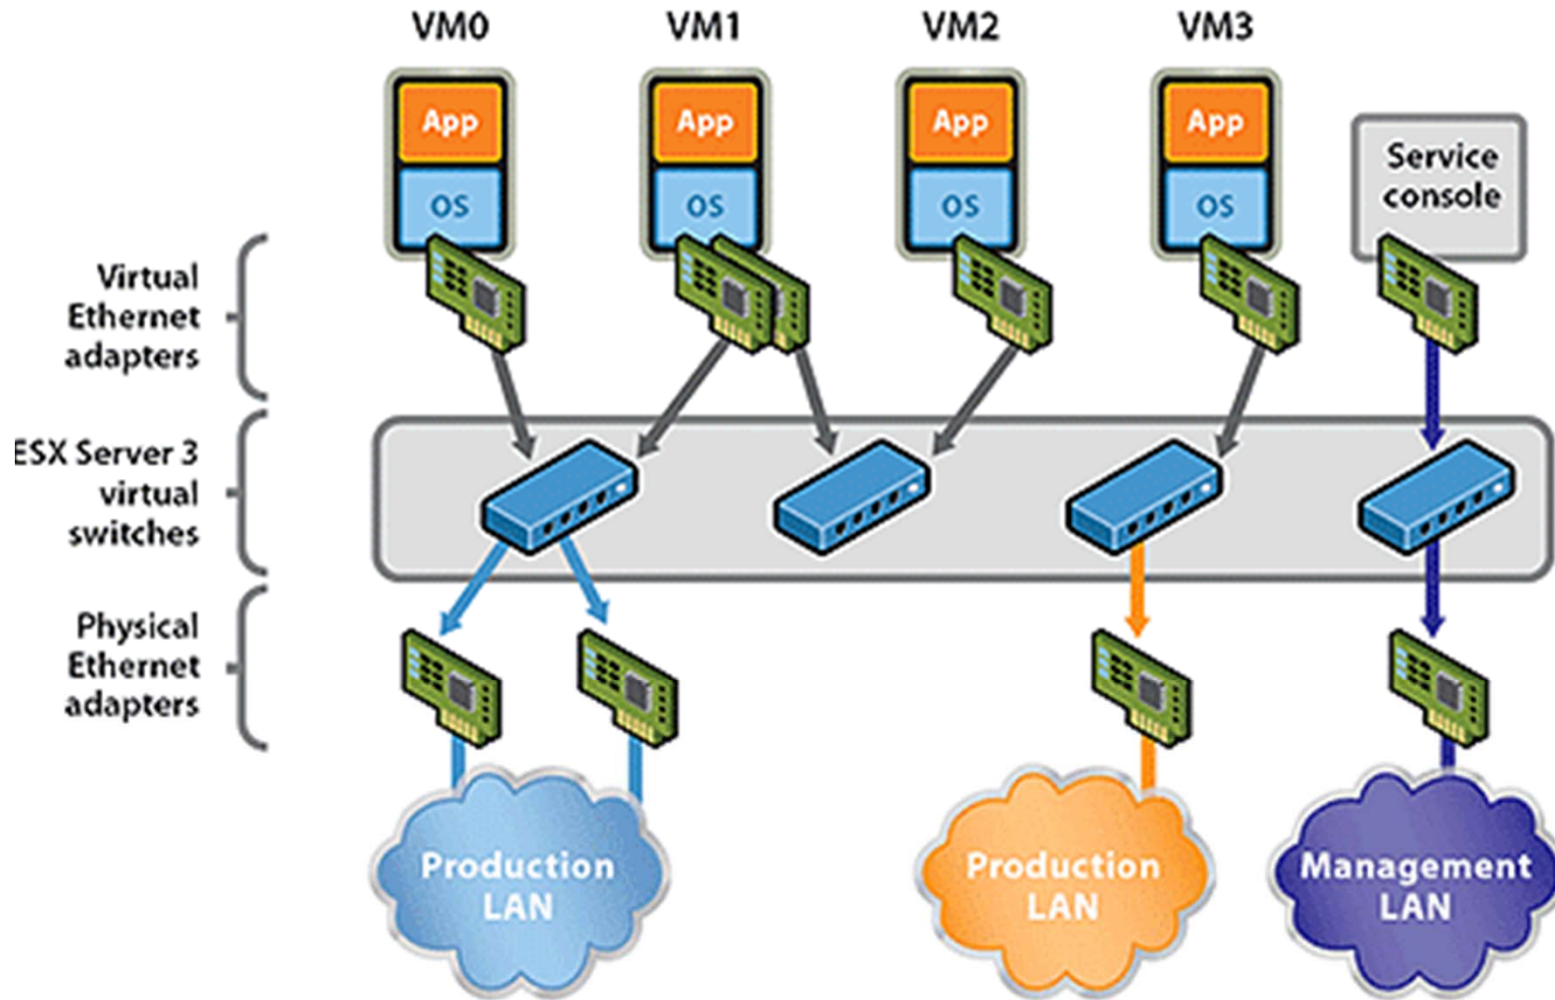 VM0
VM1
VM2
VM3
App
App
App
App
OS
OS
OS
OS
Service
console
Virtual
Ethernet
adapters
ESX Server 3
virtual
switches
Physical
Ethernet
adapters
Production
LAN
Production
LAN
Management
LAN